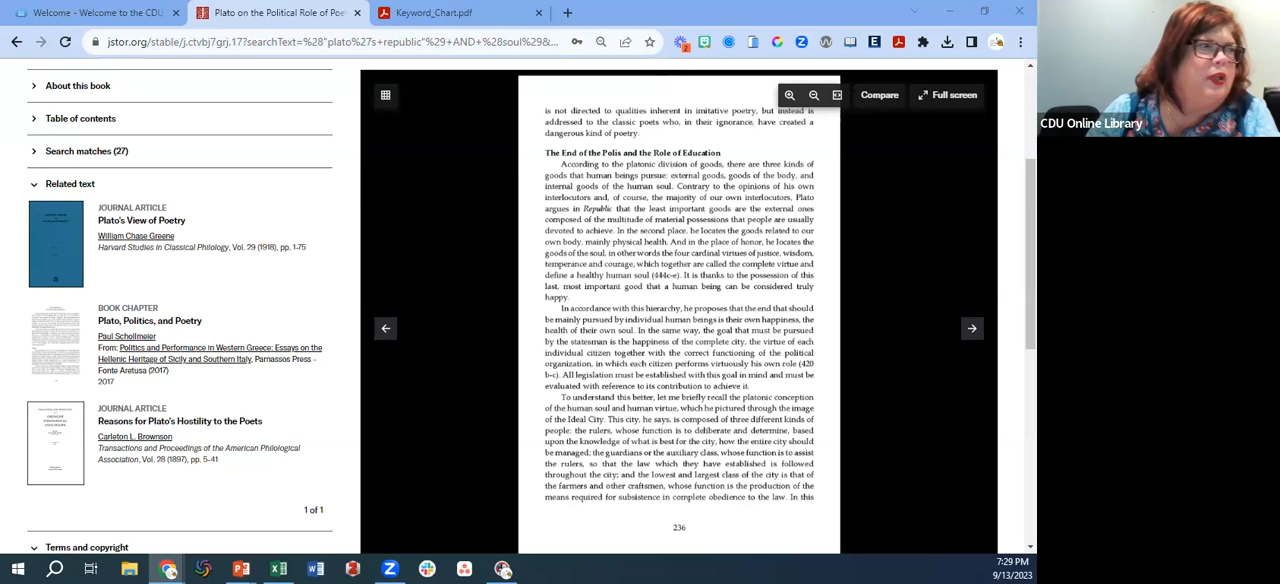 Welcome - Welcome to the CDU
Plato on the Political Role of Poe
Keyword_Chart.pdf
jstor.org/stable/j.ctvbj7grj.17?searchText=%28"plato%27s+republic"%29+AND+%28soul%29&...
About this book
Table of contents
Search matches (27)
Related text
JOURNAL ARTICLE
Plato's View of Poetry
William Chase Greene
Harvard Studies in Classical Philology, Vol. 29 (1918), pp. 1-75
BOOK CHAPTER
Plato, Politics, and Poetry
Paul Schollmeier
From: Politics and Performance in Western Greece: Essays on the
Hellenic Heritage of Sicily and Southern Italy, Parnassos Press –
Fonte Aretusa (2017)
2017
JOURNAL ARTICLE
Reasons for Plato's Hostility to the Poets
Carleton L. Brownson
Transactions and Proceedings of the American Philological
Association, Vol. 28 (1897), pp. 5-41
1 of 1
Terms and copyright
Compare
Full screen
is not directed to qualities inherent in imitative poetry, but instead is
addressed to the classic poets who, in their ignorance, have created a
dangerous kind of poetry.
The End of the Polis and the Role of Education
According to the platonic division of goods, there are three kinds of
goods that human beings pursue: external goods, goods of the body, and
internal goods of the human soul. Contrary to the opinions of his own
interlocutors and, of course, the majority of our own interlocutors, Plato
argues in Republic that the least important goods are the external ones
composed of the multitude of material possessions that people are usually
devoted to achieve. In the second place, he locates the goods related to our
own body, mainly physical health. And in the place of honor, he locates the
goods of the soul, in other words the four cardinal virtues of justice, wisdom,
temperance and courage, which together are called the complete virtue and
define a healthy human soul (444c-e). It is thanks to the possession of this
last, most important good that a human being can be considered truly
happy.
In accordance with this hierarchy, he proposes that the end that should
be mainly pursued by individual human beings is their own happiness, the
health of their own soul. In the same way, the goal that must be pursued
by the statesman is the happiness of the complete city, the virtue of each
individual citizen together with the correct functioning of the political
organization, in which each citizen performs virtuously his own role (420
b-c). All legislation must be established with this goal in mind and must be
evaluated with reference to its contribution to achieve it.
To understand this better, let me briefly recall the platonic conception
of the human soul and human virtue, which he pictured through the image
of the Ideal City. This city, he says, is composed of three different kinds of
people: the rulers, whose function is to deliberate and determine, based
upon the knowledge of what is best for the city, how the entire city should
be managed; the guardians or the auxiliary class, whose function is to assist
the rulers, so that the law which they have established is followed
throughout the city; and the lowest and largest class of the city is that of
the farmers and other craftsmen, whose function is the production of the
means required for subsistence in complete obedience to the law. In this
236
CDU Online Library
7:29 PM
9/13/2023